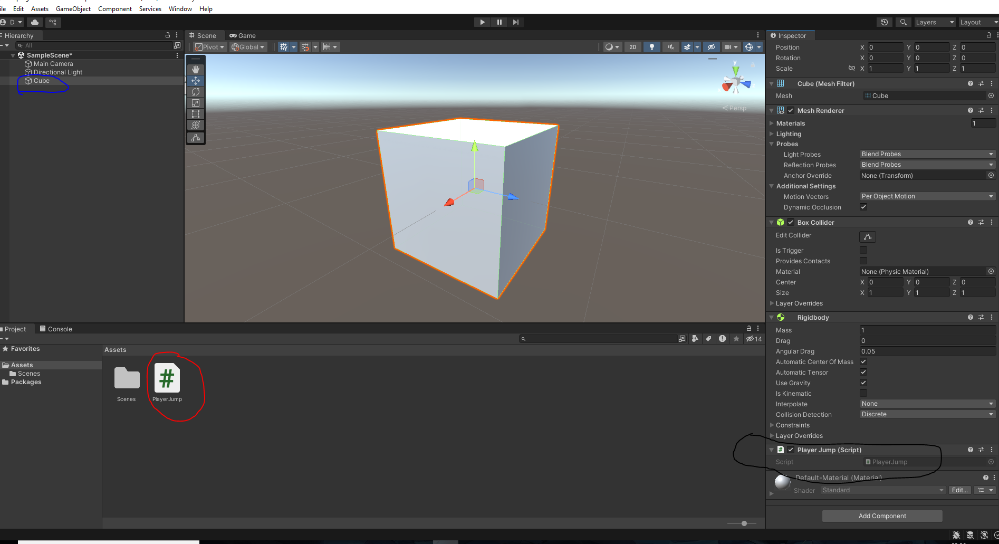 ile Edit Assets GameObject Component Services Window Help
D Layers Layout
Hierarchy
All
SampleScene*
Main Camera
Directional Light
Cube
Scene Game
Pivot Global 2D
y
Persp
Inspector
Position X 0 Y 0 Z 0
Rotation X 0 Y 0 Z 0
Scale X 1 Y 1 Z 1
Cube (Mesh Filter)
Mesh Cube
Mesh Renderer
Materials 1
Lighting
Probes
Light Probes Blend Probes
Reflection Probes Blend Probes
Anchor Override None (Transform)
Additional Settings
Motion Vectors Per Object Motion
Dynamic Occlusion
Box Collider
Edit Collider
Is Trigger
Provides Contacts
Material None (Physic Material)
Center X 0 Y 0 Z 0
Size X 1 Y 1 Z 1
Layer Overrides
Rigidbody
Mass 1
Drag 0
Angular Drag 0.05
Automatic Center Of Mass
Automatic Tensor
Use Gravity
Is Kinematic
Interpolate None
Collision Detection Discrete
Constraints
Layer Overrides
# Player Jump (Script)
Script PlayerJump
Default-Material (Material)
Shader Standard Edit...
Add Component
Project Console
14
Favorites
Assets
Scenes
Packages
Assets
#
Scenes PlayerJump